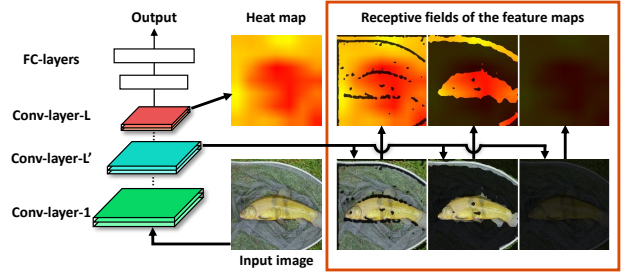 Output
Heat map
Receptive fields of the feature maps
FC-layers
Conv-layer-L
Conv-layer-L'
Conv-layer-1
Input image